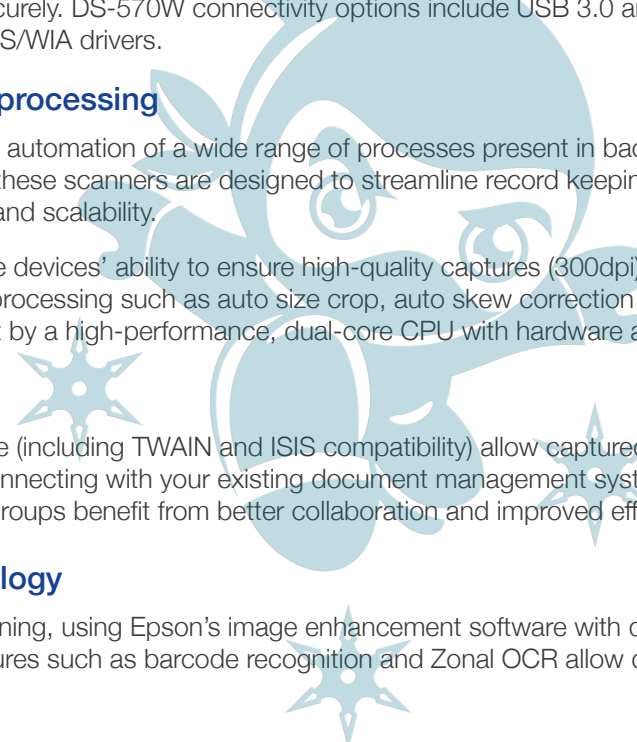 curely. DS-570W connectivity options include USB 3.0 a
S/WIA drivers.
processing
automation of a wide range of processes present in bac
these scanners are designed to streamline record keepin
and scalability.
e devices' ability to ensure high-quality captures (300dpi)
processing such as auto size crop, auto skew correction
t by a high-performance, dual-core CPU with hardware a
e (including TWAIN and ISIS compatibility) allow captured
nnecting with your existing document management syst
groups benefit from better collaboration and improved eff
logy
ning, using Epson's image enhancement software with c
ures such as barcode recognition and Zonal OCR allow c